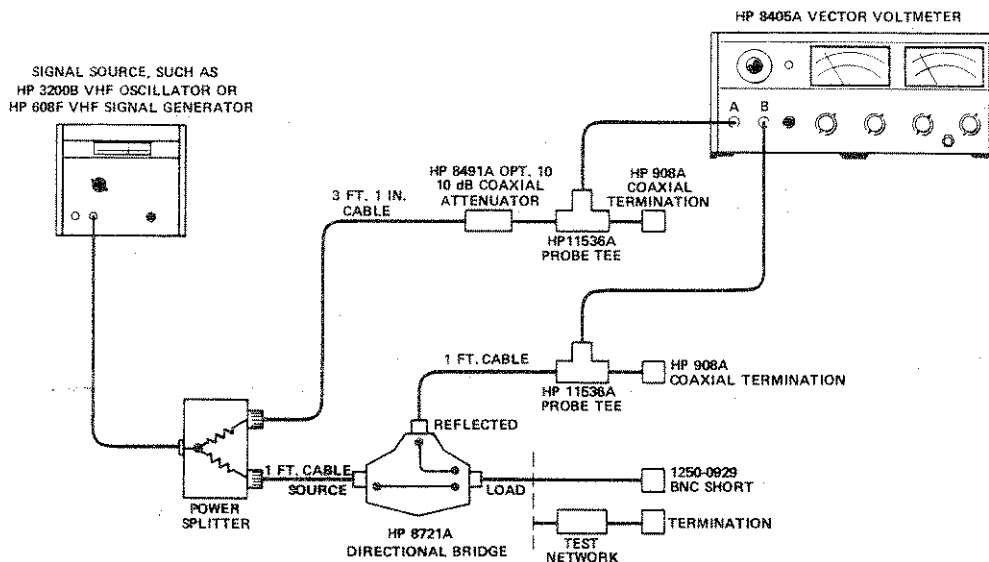 HP 8405A VECTOR VOLTMETER
SIGNAL SOURCE, SUCH AS
HP 3200B VHF OSCILLATOR OR
HP 608F VHF SIGNAL GENERATOR
A
B
HP 8491A OPT. 10
10 dB COAXIAL
ATTENUATOR
HP 908A
COAXIAL
TERMINATION
3 FT. 1 IN.
CABLE
HP11536A
PROBE TEE
1 FT. CABLE
HP 908A
COAXIAL TERMINATION
HP 11536A
PROBE TEE
REFLECTED
1 FT. CABLE
SOURCE
LOAD
1250-0929
BNC SHORT
POWER
SPLITTER
HP 8721A
DIRECTIONAL BRIDGE
TERMINATION
TEST
NETWORK